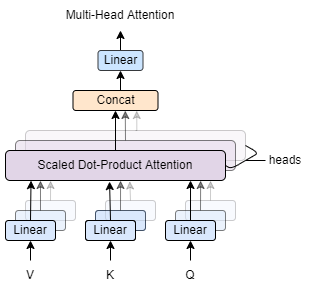 Multi-Head Attention
Linear
Concat
Scaled Dot-Product Attention
heads
Linear
Linear
Linear
V
K
Q